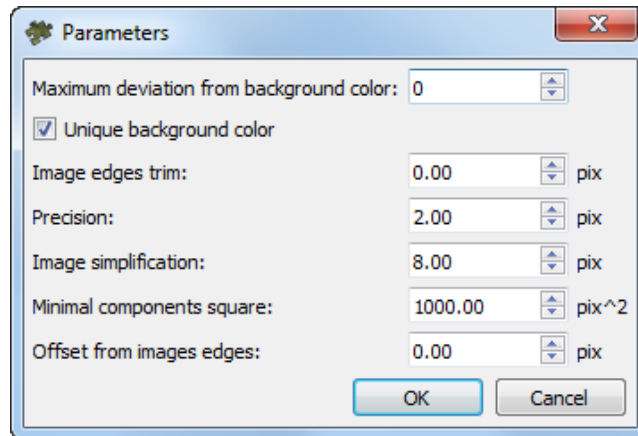 Parameters
Maximum deviation from background color: 0
Unique background color
Image edges trim: 0.00 pix
Precision: 2.00 pix
Image simplification: 8.00 pix
Minimal components square: 1000.00 pix^2
Offset from images edges: 0.00 pix
OK Cancel